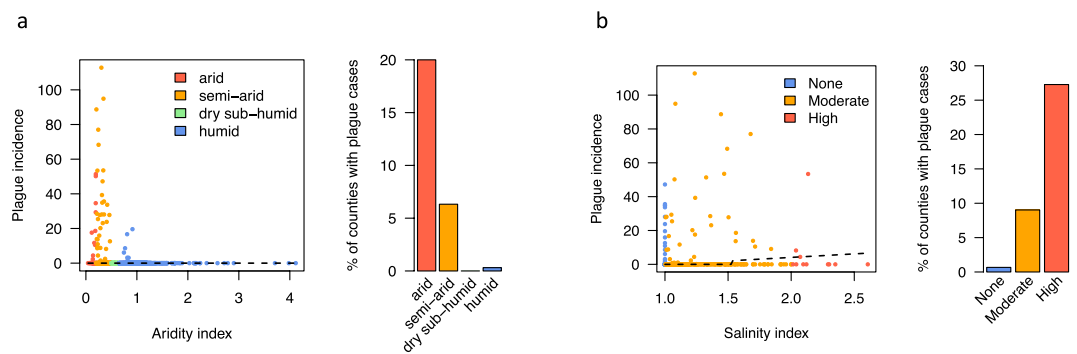 a
Plague incidence
100
80
60
40
20
0
0
1
2
3
4
Aridity index
arid
semi−arid
dry sub−humid
humid
% of counties with plague cases
20
15
10
5
0
arid
semi−arid
dry sub−humid
humid
b
Plague incidence
100
80
60
40
20
0
1.0
1.5
2.0
2.5
Salinity index
None
Moderate
High
% of counties with plague cases
30
25
20
15
10
5
0
None
Moderate
High